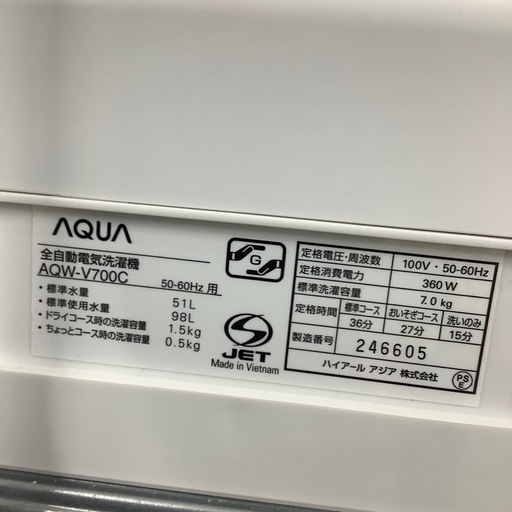 AQUA
全自動電気洗濯機
AQW-V700C
50-60Hz 用
・標準水量 51L
・標準使用水量 98L
・ドライコース時の洗濯容量 1.5kg
・ちょっとコース時の洗濯容量 0.5kg
G
S
JET
Made in Vietnam
定格電圧・周波数 100V・50-60Hz
定格消費電力 360W
標準洗濯容量 7.0kg
定格時間 標準コース おいそぎコース 洗いのみ
36分 27分 15分
製造番号 246605
ハイアール アジア 株式会社
PS
E